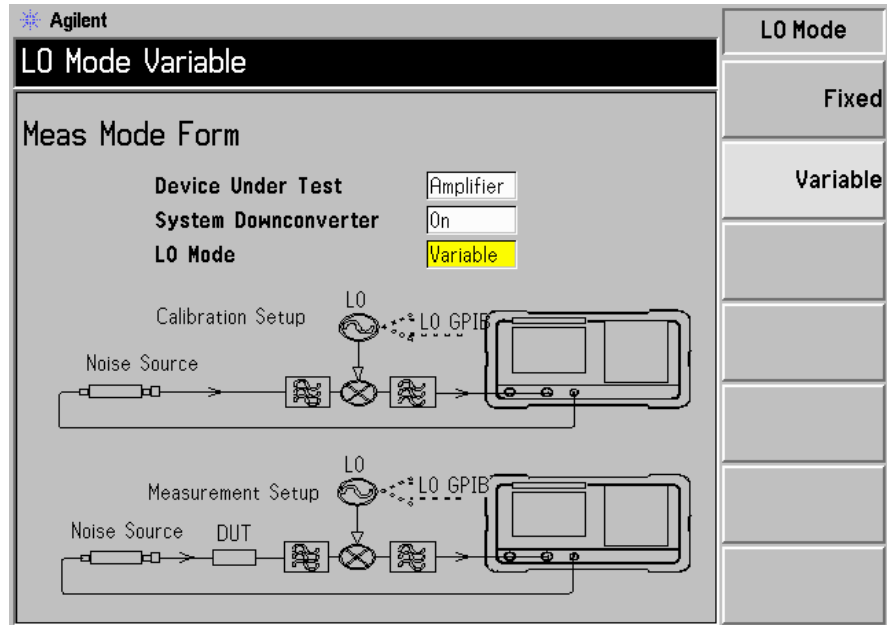 Agilent
LO Mode
LO Mode Variable
Fixed
Meas Mode Form
Variable
Device Under Test Amplifier
System Downconverter On
LO Mode Variable
LO
Calibration Setup LO GPIB
Noise Source
LO
Measurement Setup LO GPIB
Noise Source DUT